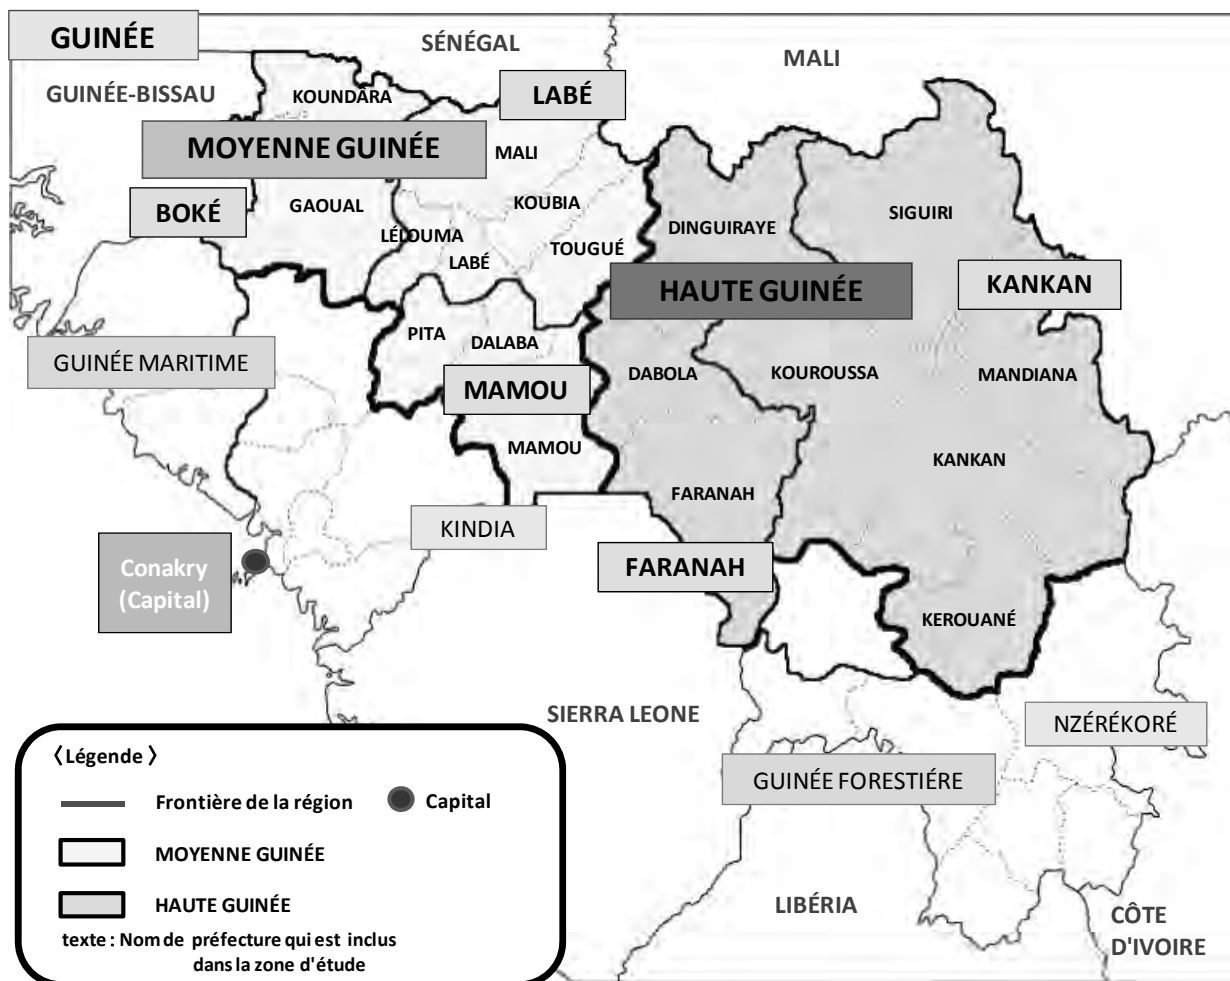 GUINÉE
SÉNÉGAL
MALI
GUINÉE-BISSAU
KOUNDÂRA
LABÉ
MOYENNE GUINÉE
MALI
BOKÉ
GAOUAL
KOUBIA
SIGUIRI
DINGUIRAYE
LÉLOUMA
TOUGUÉ
LABÉ
HAUTE GUINÉE
KANKAN
PITA
DALABA
GUINÉE MARITIME
DABOLA
KOUROUSSA
MANDIANA
MAMOU
MAMOU
KANKAN
FARANAH
KINDIA
Conakry
(Capital)
FARANAH
KEROUANÉ
SIERRA LEONE
NZÉRÉKORÉ
GUINÉE FORESTIÉRE
LIBÉRIA
CÔTE
D'IVOIRE
〈Légende〉
Frontière de la région
Capital
MOYENNE GUINÉE
HAUTE GUINÉE
texte : Nom de préfecture qui est inclus
dans la zone d'étude